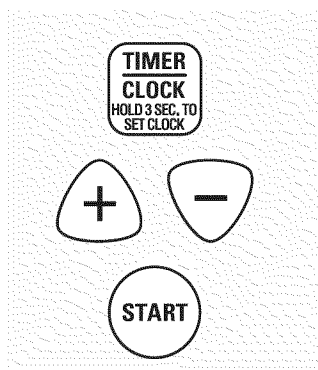 TIMER
CLOCK
HOLD 3 SEC. TO
SET CLOCK
+ −
START